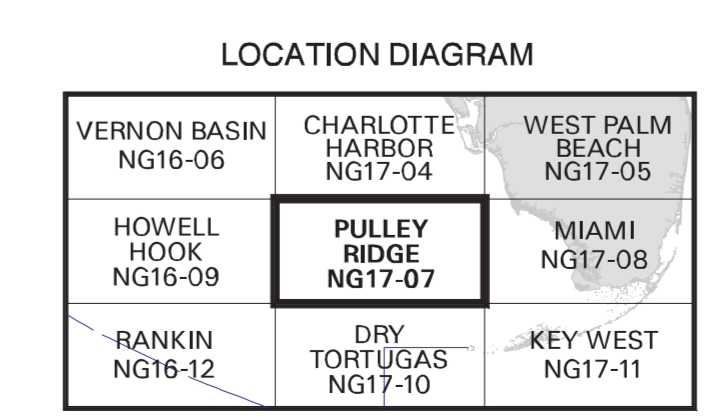 LOCATION DIAGRAM
VERNON BASIN
NG16-06
CHARLOTTE
HARBOR
NG17-04
WEST PALM
BEACH
NG17-05
HOWELL
HOOK
NG16-09
PULLEY
RIDGE
NG17-07
MIAMI
NG17-08
RANKIN
NG16-12
DRY
TORTUGAS
NG17-10
KEY WEST
NG17-11